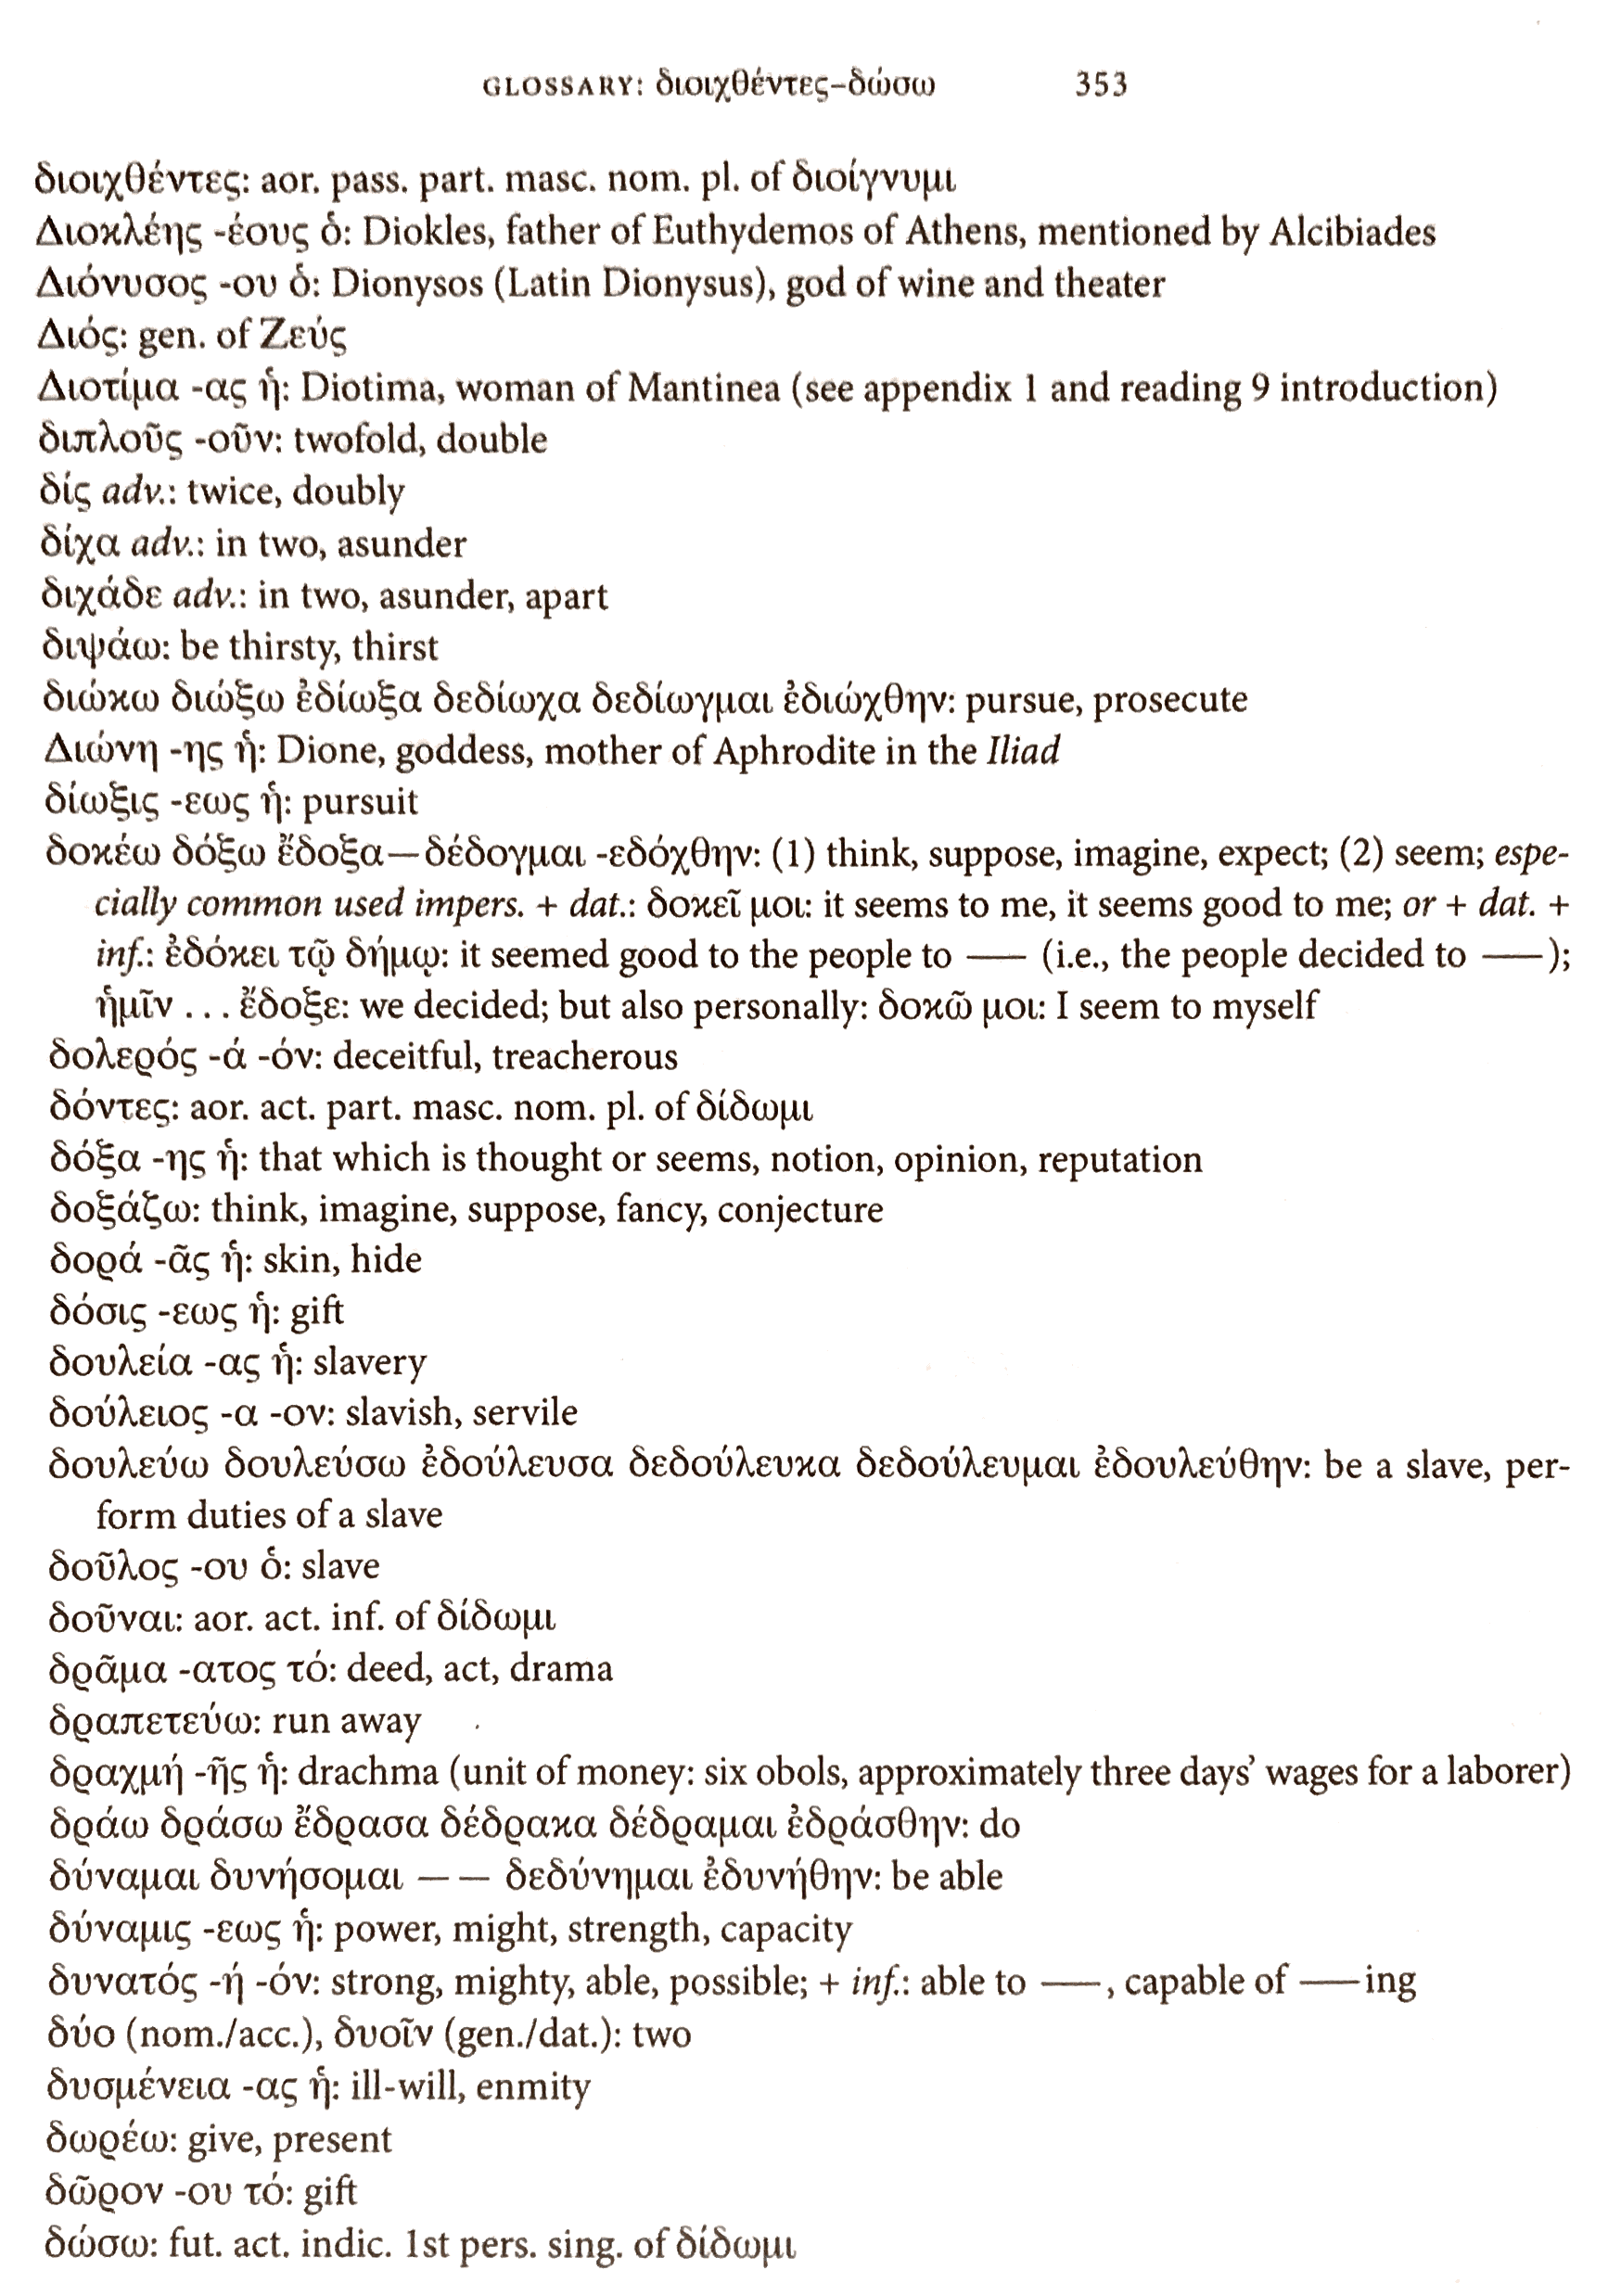 GLOSSARY: διοιχθέντες–δώσω 353
διοιχθέντες: aor. pass. part. masc. nom. pl. of διοίγνυμι
Διοκλέης -έους ὁ: Diokles, father of Euthydemos of Athens, mentioned by Alcibiades
Διόνυσος -ου ὁ: Dionysos (Latin Dionysus), god of wine and theater
Διός: gen. of Ζεύς
Διοτίμα -ας ἡ: Diotima, woman of Mantinea (see appendix 1 and reading 9 introduction)
διπλοῦς -οῦν: twofold, double
δίς adv.: twice, doubly
δίχα adv.: in two, asunder
διχάδε adv.: in two, asunder, apart
διψάω: be thirsty, thirst
διώκω διώξω ἐδίωξα δεδίωχα δεδίωγμαι ἐδιώχθην: pursue, prosecute
Διώνη -ης ἡ: Dione, goddess, mother of Aphrodite in the Iliad
δίωξις -εως ἡ: pursuit
δοκέω δόξω ἔδοξα—δέδογμαι -εδόχθην: (1) think, suppose, imagine, expect; (2) seem; espe-
cially common used impers. + dat.: δοκεῖ μοι: it seems to me, it seems good to me; or + dat. +
inf.: ἐδόκει τῷ δήμῳ: it seemed good to the people to —— (i.e., the people decided to ——);
ἡμῖν . . . ἔδοξε: we decided; but also personally: δοκῶ μοι: I seem to myself
δολερός -ά -όν: deceitful, treacherous
δόντες: aor. act. part. masc. nom. pl. of δίδωμι
δόξα -ης ἡ: that which is thought or seems, notion, opinion, reputation
δοξάζω: think, imagine, suppose, fancy, conjecture
δορά -ᾶς ἡ: skin, hide
δόσις -εως ἡ: gift
δουλεία -ας ἡ: slavery
δούλειος -α -ον: slavish, servile
δουλεύω δουλεύσω ἐδούλευσα δεδούλευκα δεδούλευμαι ἐδουλεύθην: be a slave, per-
form duties of a slave
δοῦλος -ου ὁ: slave
δοῦναι: aor. act. inf. of δίδωμι
δρᾶμα -ατος τό: deed, act, drama
δραπετεύω: run away
δραχμή -ῆς ἡ: drachma (unit of money: six obols, approximately three days’ wages for a laborer)
δράω δράσω ἔδρασα δέδρακα δέδραμαι ἐδράσθην: do
δύναμαι δυνήσομαι — — δεδύνημαι ἐδυνήθην: be able
δύναμις -εως ἡ: power, might, strength, capacity
δυνατός -ή -όν: strong, mighty, able, possible; + inf.: able to ——, capable of ——ing
δύο (nom./acc.), δυοῖν (gen./dat.): two
δυσμένεια -ας ἡ: ill-will, enmity
δωρέω: give, present
δῶρον -ου τό: gift
δώσω: fut. act. indic. 1st pers. sing. of δίδωμι